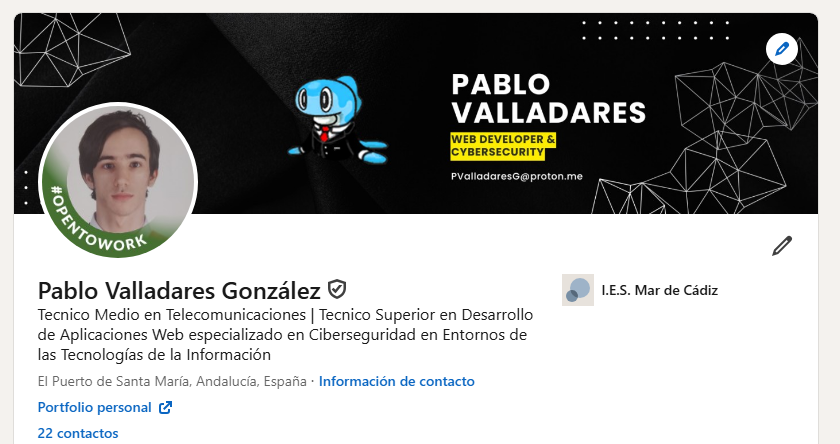 PABLO
VALLADARES
WEB DEVELOPER &
CYBERSECURITY
PValladaresG@proton.me
#OPENTOWORK
Pablo Valladares González
I.E.S. Mar de Cádiz
Tecnico Medio en Telecomunicaciones | Tecnico Superior en Desarrollo
de Aplicaciones Web especializado en Ciberseguridad en Entornos de
las Tecnologías de la Información
El Puerto de Santa María, Andalucía, España · Información de contacto
Portfolio personal
22 contactos